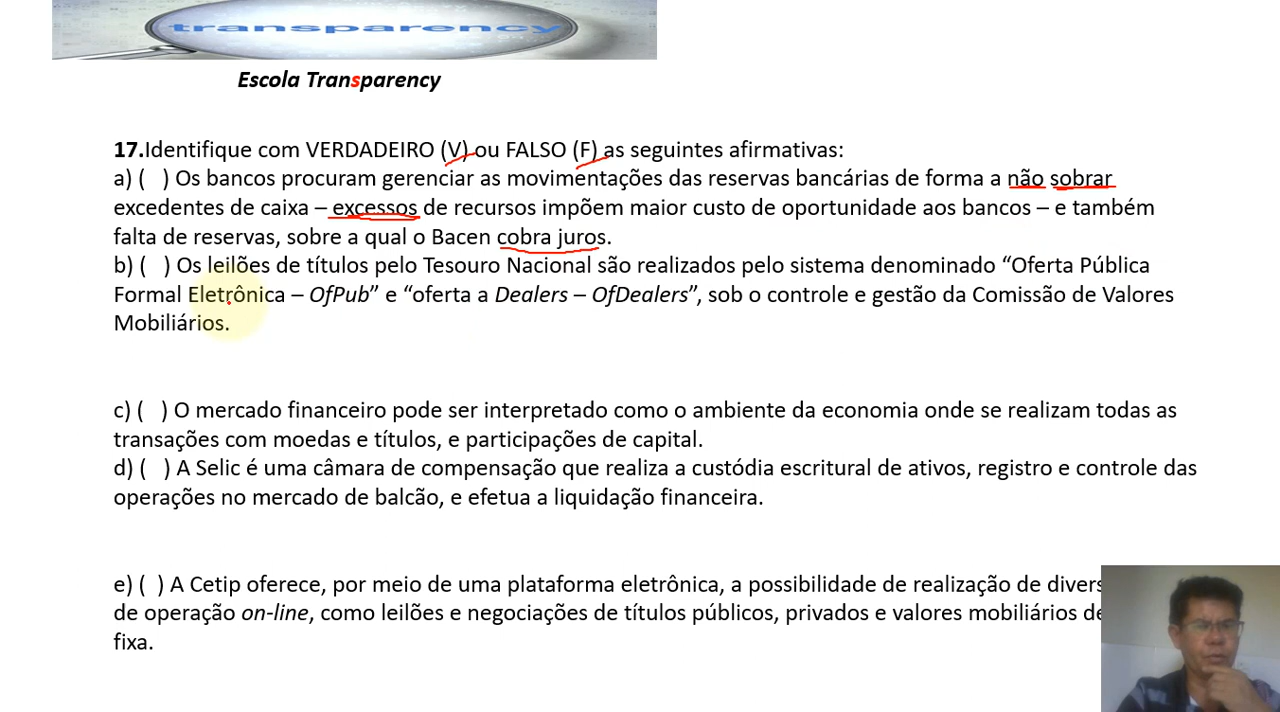 transparency
Escola Transparency
17.Identifique com VERDADEIRO (V) ou FALSO (F) as seguintes afirmativas:
a) (   ) Os bancos procuram gerenciar as movimentações das reservas bancárias de forma a não sobrar
excedentes de caixa – excessos de recursos impõem maior custo de oportunidade aos bancos – e também
falta de reservas, sobre a qual o Bacen cobra juros.
b) (   ) Os leilões de títulos pelo Tesouro Nacional são realizados pelo sistema denominado “Oferta Pública
Formal Eletrônica – OfPub” e “oferta a Dealers – OfDealers”, sob o controle e gestão da Comissão de Valores
Mobiliários.
c) (   ) O mercado financeiro pode ser interpretado como o ambiente da economia onde se realizam todas as
transações com moedas e títulos, e participações de capital.
d) (   ) A Selic é uma câmara de compensação que realiza a custódia escritural de ativos, registro e controle das
operações no mercado de balcão, e efetua a liquidação financeira.
e) (  ) A Cetip oferece, por meio de uma plataforma eletrônica, a possibilidade de realização de
de operação on-line, como leilões e negociações de títulos públicos, privados e valores mobiliários
fixa.